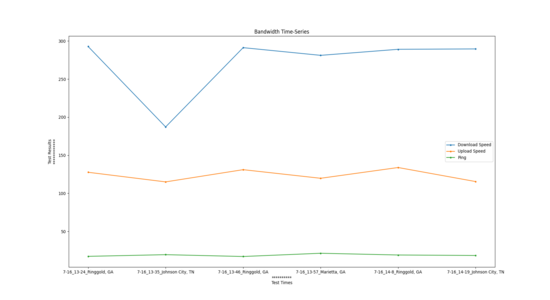 Bandwidth Time-Series
300
250
200
150
100
50
Test Results
************
Download Speed
Upload Speed
Ping
7-16_13-24_Ringgold, GA
7-16_13-35_Johnson City, TN
7-16_13-46_Ringgold, GA
7-16_13-57_Marietta, GA
7-16_14-8_Ringgold, GA
7-16_14-19_Johnson City, TN
**********
Test Times